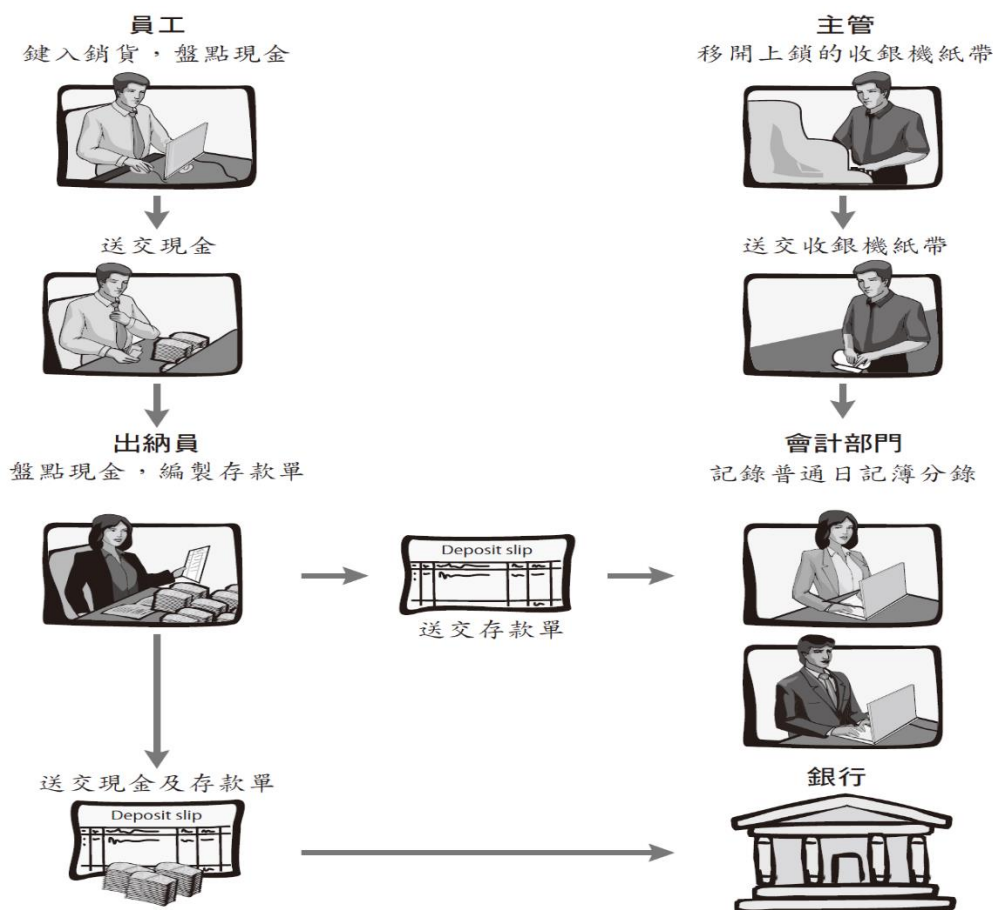 員工
鍵入銷貨，盤點現金
主管
移開上鎖的收銀機紙帶
送交現金
送交收銀機紙帶
出納員
盤點現金，編製存款單
會計部門
記錄普通日記簿分錄
Deposit slip
送交存款單
送交現金及存款單
Deposit slip
銀行